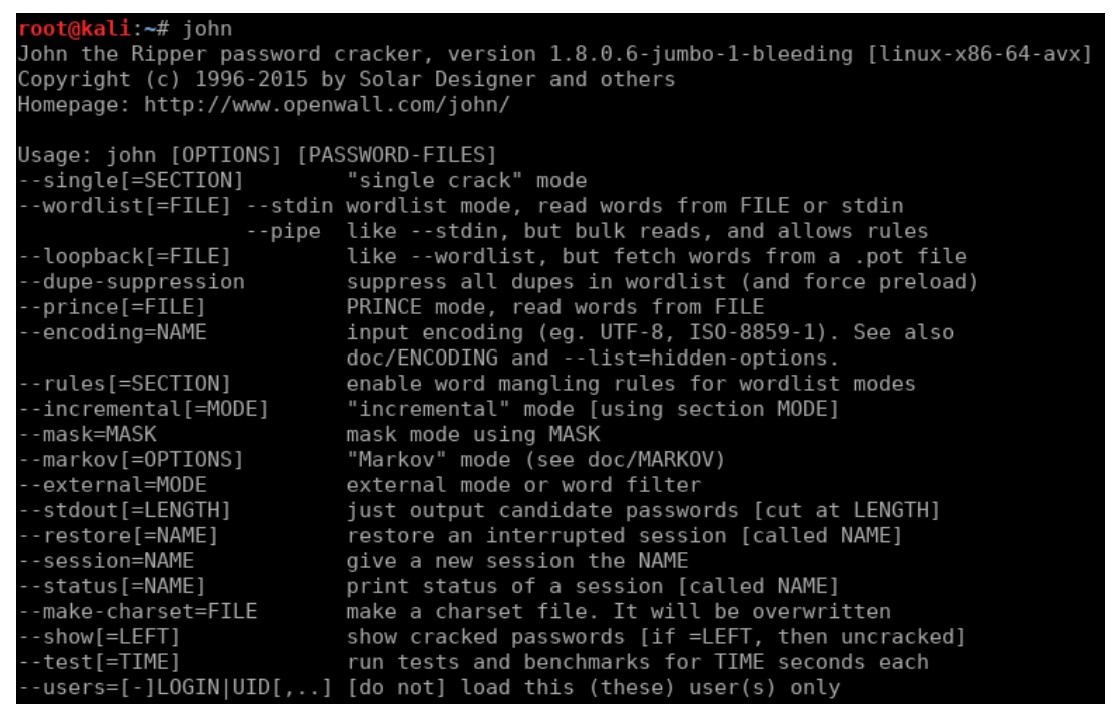 root@kali:~# john
John the Ripper password cracker, version 1.8.0.6-jumbo-1-bleeding [linux-x86-64-avx]
Copyright (c) 1996-2015 by Solar Designer and others
Homepage: http://www.openwall.com/john/

Usage: john [OPTIONS] [PASSWORD-FILES]
--single[=SECTION]        "single crack" mode
--wordlist[=FILE] --stdin wordlist mode, read words from FILE or stdin
                  --pipe  like --stdin, but bulk reads, and allows rules
--loopback[=FILE]         like --wordlist, but fetch words from a .pot file
--dupe-suppression        suppress all dupes in wordlist (and force preload)
--prince[=FILE]           PRINCE mode, read words from FILE
--encoding=NAME           input encoding (eg. UTF-8, ISO-8859-1). See also
                          doc/ENCODING and --list=hidden-options.
--rules[=SECTION]         enable word mangling rules for wordlist modes
--incremental[=MODE]      "incremental" mode [using section MODE]
--mask=MASK               mask mode using MASK
--markov[=OPTIONS]        "Markov" mode (see doc/MARKOV)
--external=MODE           external mode or word filter
--stdout[=LENGTH]         just output candidate passwords [cut at LENGTH]
--restore[=NAME]          restore an interrupted session [called NAME]
--session=NAME            give a new session the NAME
--status[=NAME]           print status of a session [called NAME]
--make-charset=FILE       make a charset file. It will be overwritten
--show[=LEFT]             show cracked passwords [if =LEFT, then uncracked]
--test[=TIME]             run tests and benchmarks for TIME seconds each
--users=[-]LOGIN|UID[,..] [do not] load this (these) user(s) only